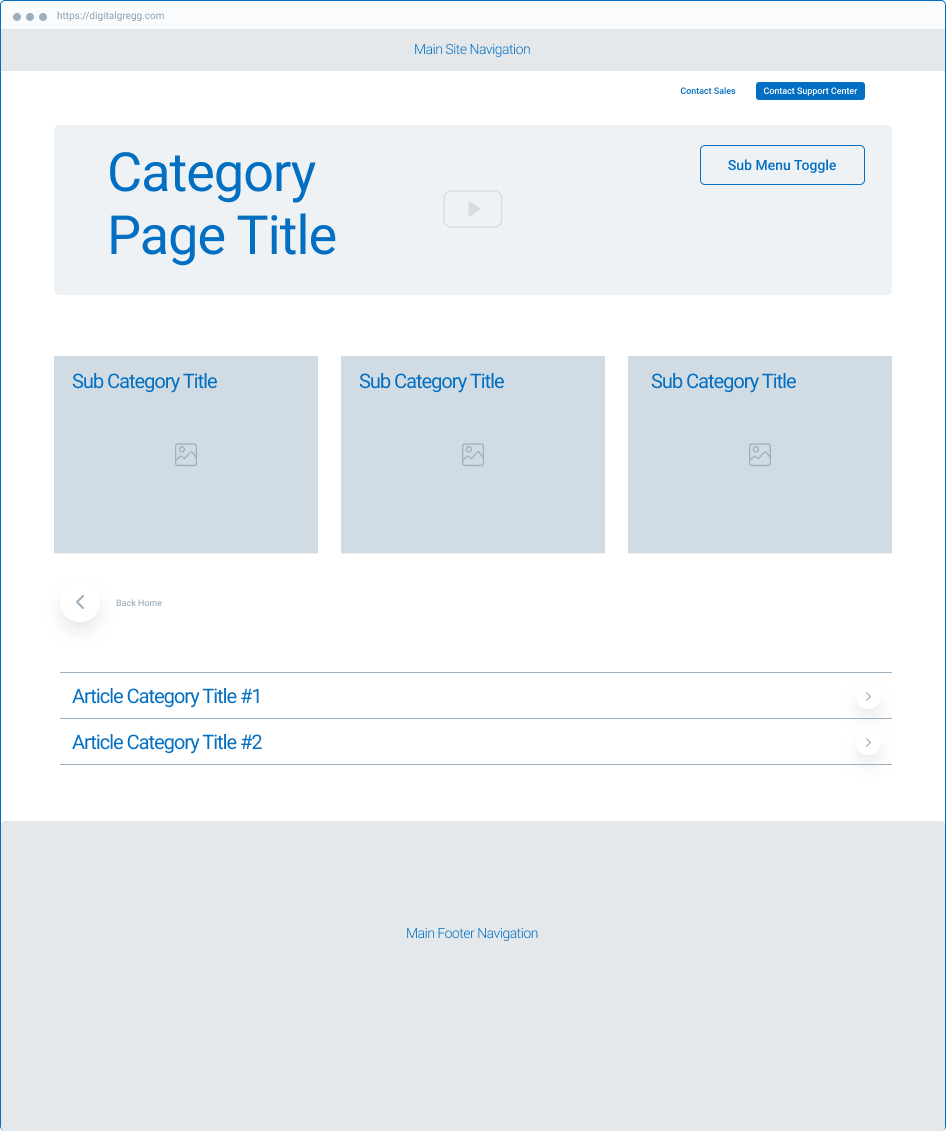 https://digitalgregg.com
Main Site Navigation
Contact Sales
Contact Support Center
Category
Page Title
Sub Menu Toggle
Sub Category Title
Sub Category Title
Sub Category Title
Back Home
Article Category Title #1
Article Category Title #2
Main Footer Navigation